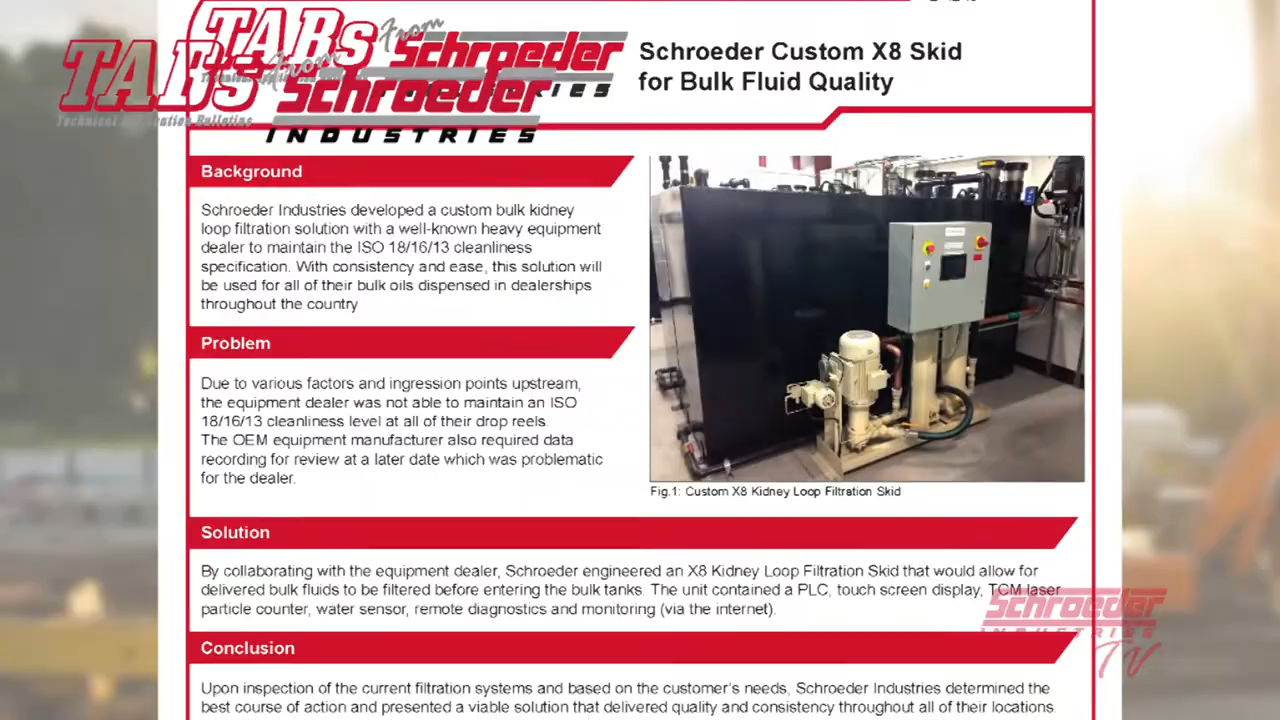 TABs From Schroeder
INDUSTRIES
TABs From Schroeder
Technical Application Bulletins
INDUSTRIES
Schroeder Custom X8 Skid
for Bulk Fluid Quality
Background
Schroeder Industries developed a custom bulk kidney
loop filtration solution with a well-known heavy equipment
dealer to maintain the ISO 18/16/13 cleanliness
specification. With consistency and ease, this solution will
be used for all of their bulk oils dispensed in dealerships
throughout the country
Problem
Due to various factors and ingression points upstream,
the equipment dealer was not able to maintain an ISO
18/16/13 cleanliness level at all of their drop reels.
The OEM equipment manufacturer also required data
recording for review at a later date which was problematic
for the dealer.
Fig.1: Custom X8 Kidney Loop Filtration Skid
Solution
By collaborating with the equipment dealer, Schroeder engineered an X8 Kidney Loop Filtration Skid that would allow for
delivered bulk fluids to be filtered before entering the bulk tanks. The unit contained a PLC, touch screen display, TCM laser
particle counter, water sensor, remote diagnostics and monitoring (via the internet).
Schroeder
INDUSTRIES
TV
Conclusion
Upon inspection of the current filtration systems and based on the customer's needs, Schroeder Industries determined the
best course of action and presented a viable solution that delivered quality and consistency throughout all of their locations.